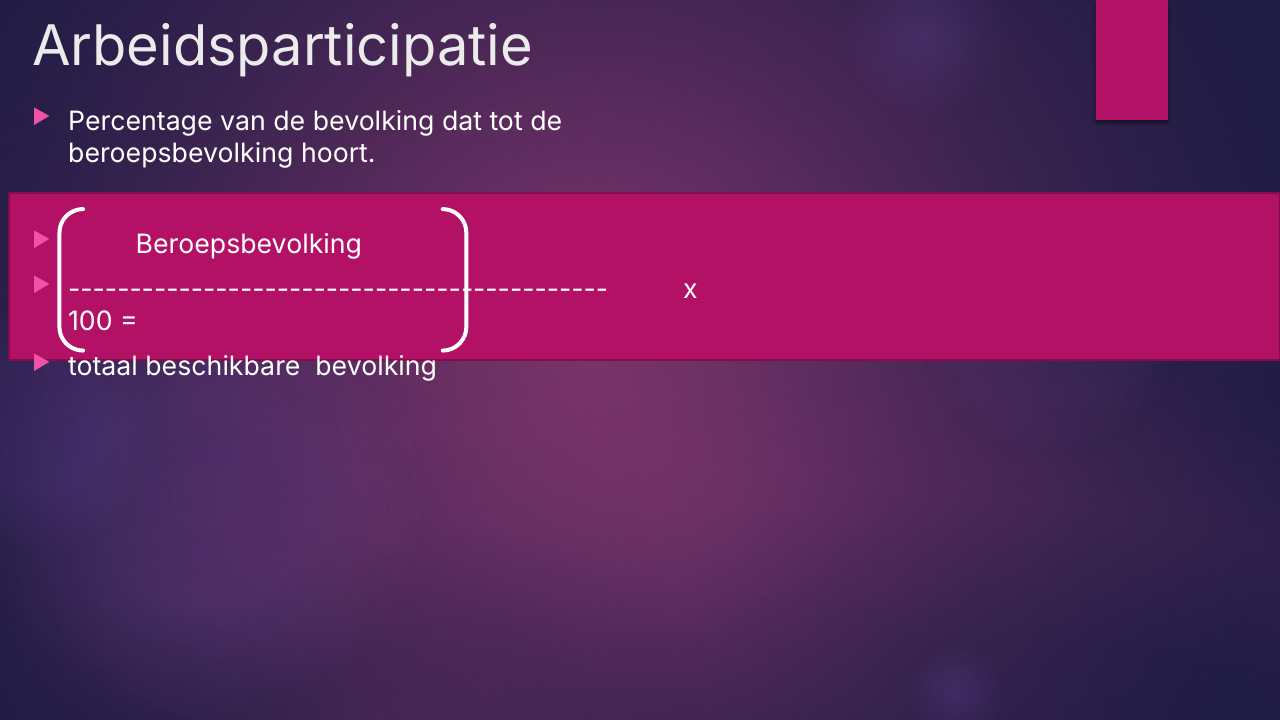 Arbeidsparticipatie
Percentage van de bevolking dat tot de
beroepsbevolking hoort.
Beroepsbevolking
-------------------------------------------- x
100 =
totaal beschikbare  bevolking